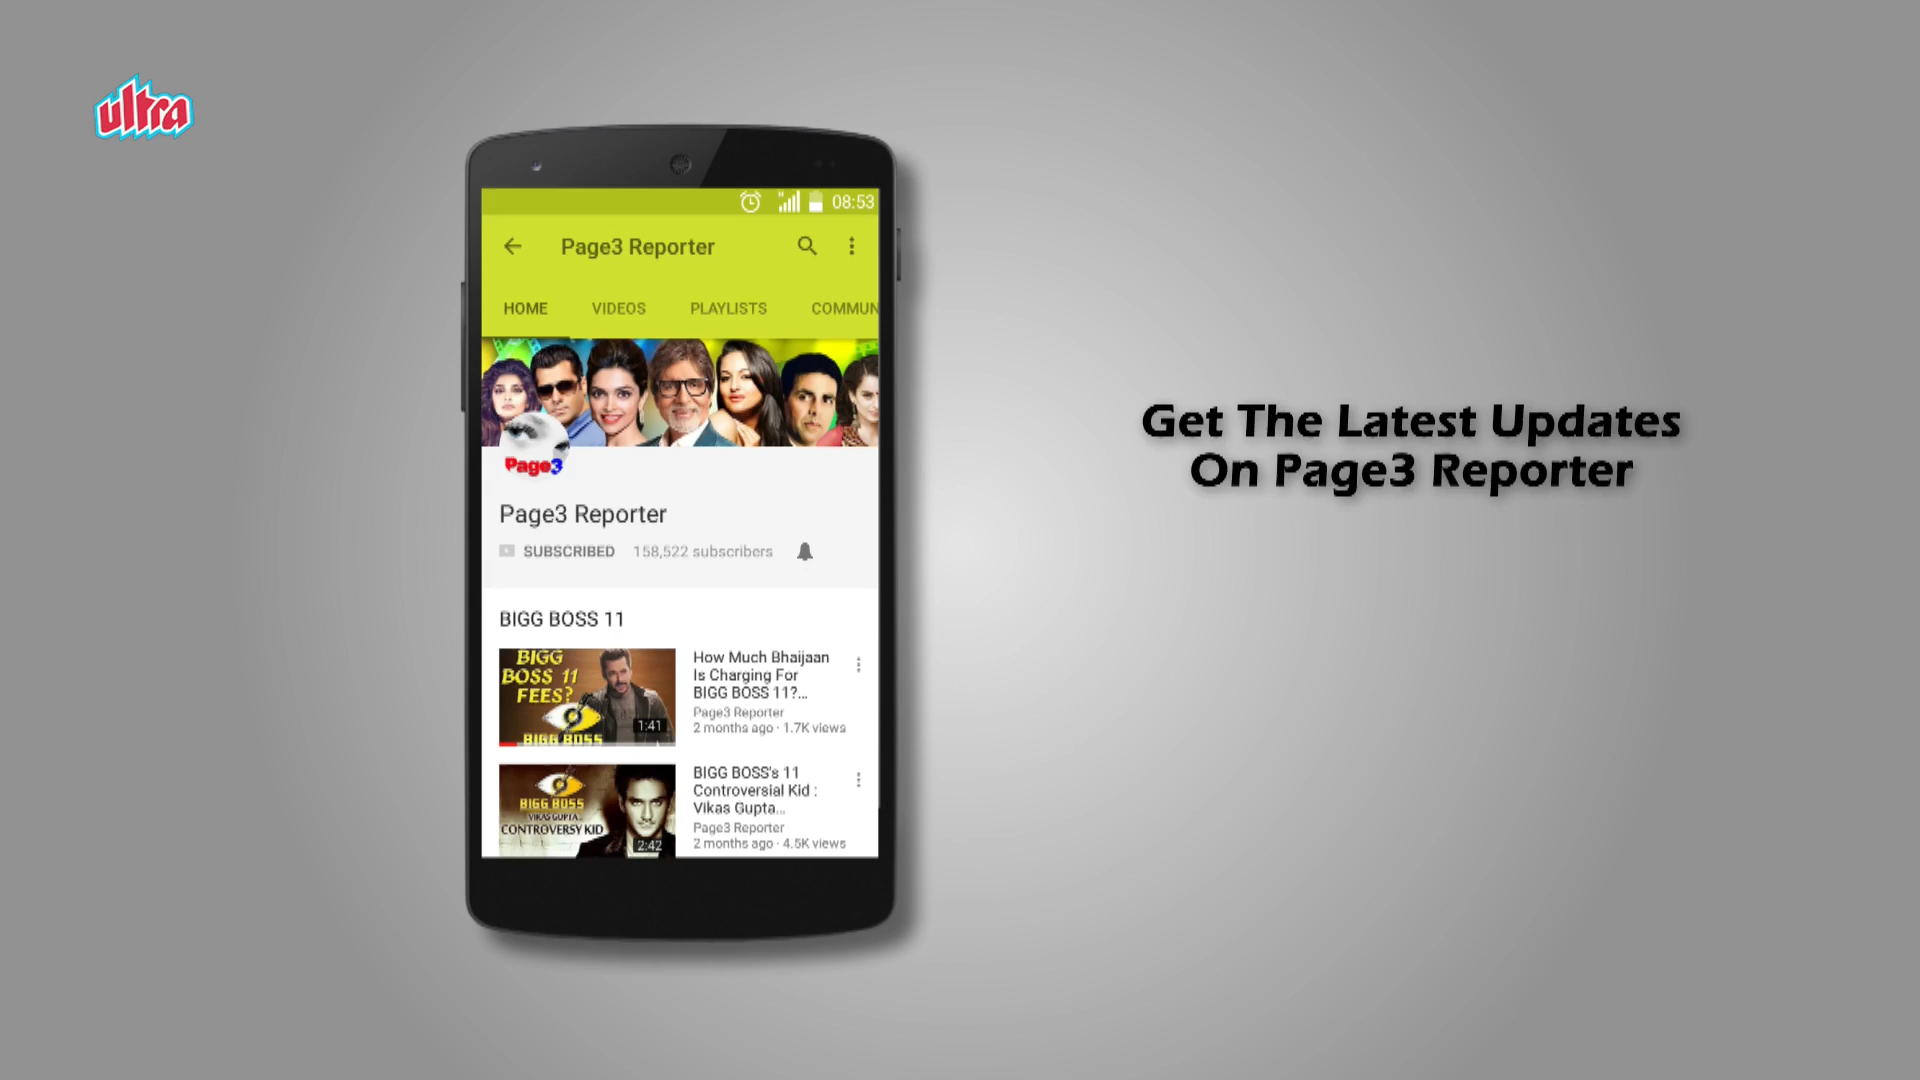 ultra
08:53
Page3 Reporter
HOME VIDEOS PLAYLISTS COMMUN
Page3
Page3 Reporter
SUBSCRIBED 158,522 subscribers
BIGG BOSS 11
BIGG
BOSS 11
FEES?
BIGG BOSS
1:41
How Much Bhaijaan
Is Charging For
BIGG BOSS 11?...
Page3 Reporter
2 months ago · 1.7K views
BIGG BOSS
VIKAS GUPTA..
CONTROVERSY KID
2:42
BIGG BOSS's 11
Controversial Kid :
Vikas Gupta...
Page3 Reporter
2 months ago · 4.5K views
Get The Latest Updates
On Page3 Reporter